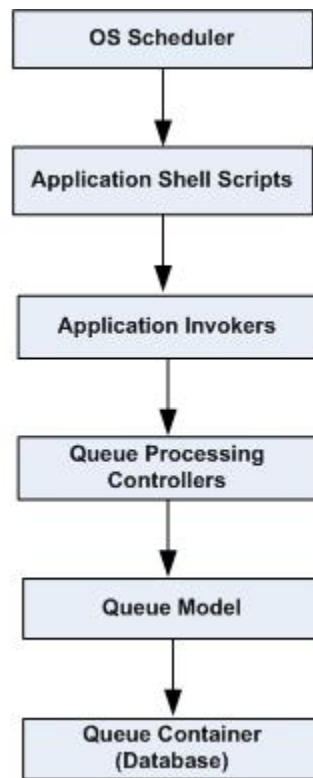 OS Scheduler
Application Shell Scripts
Application Invokers
Queue Processing
Controllers
Queue Model
Queue Container
(Database)